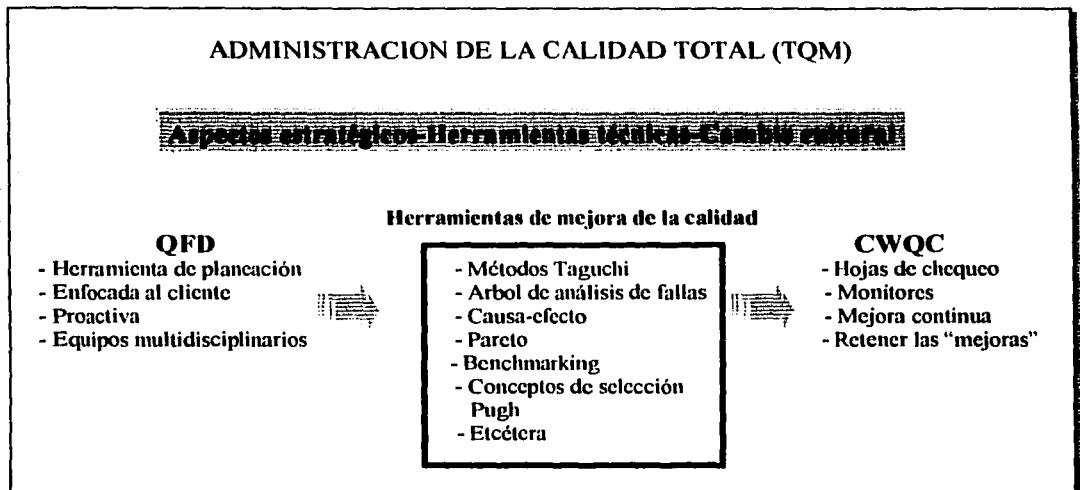 ADMINISTRACION DE LA CALIDAD TOTAL (TQM)
Aspectos estratégicos-Herramientas técnicas-Cambio cultural
QFD
- Herramienta de planeación
- Enfocada al cliente
- Proactiva
- Equipos multidisciplinarios
Herramientas de mejora de la calidad
- Métodos Taguchi
- Arbol de análisis de fallas
- Causa-efecto
- Pareto
- Benchmarking
- Conceptos de selección
Pugh
- Etcétera
CWQC
- Hojas de chequeo
- Monitores
- Mejora continua
- Retener las "mejoras"